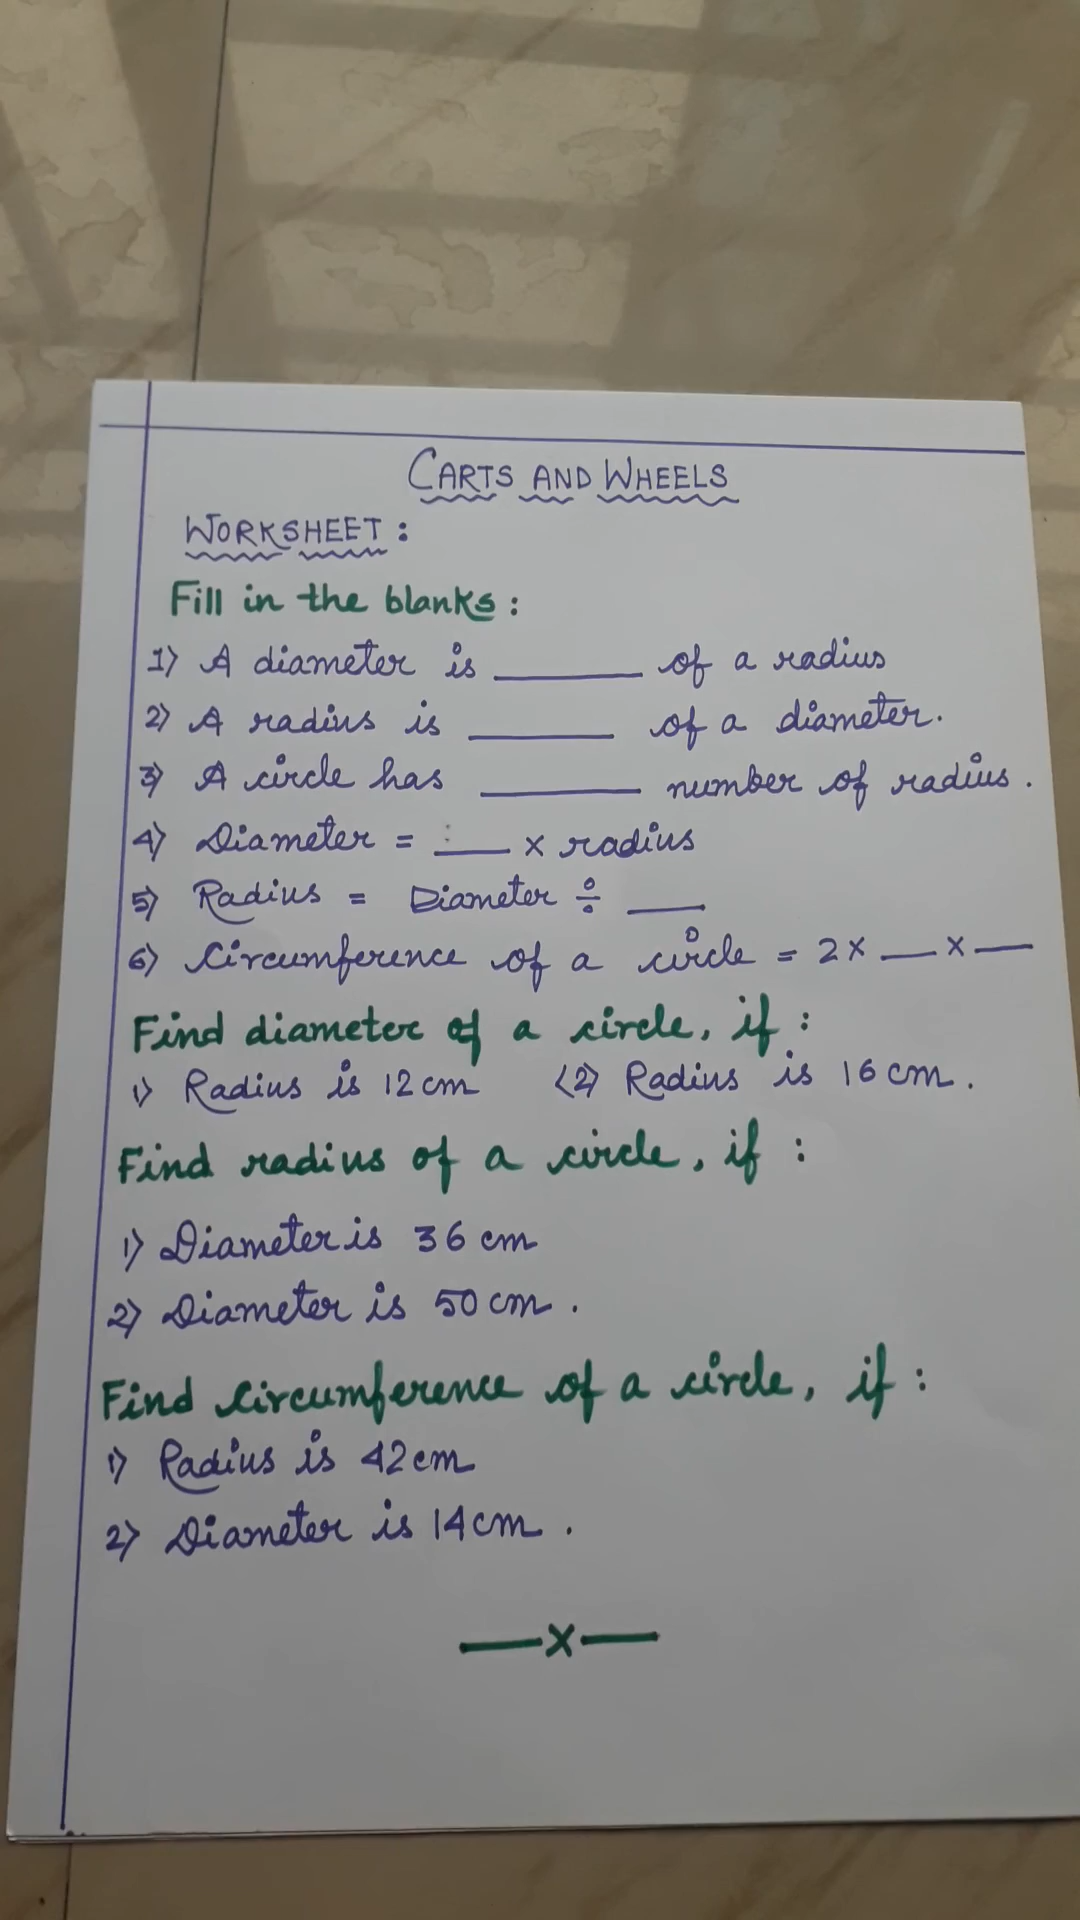 CARTS AND WHEELS
WORKSHEET:
Fill in the blanks:
1) A diameter is ______ of a radius
2) A radius is ______ of a diameter.
3) A circle has ______ number of radius.
4) Diameter = ___ x radius
5) Radius = Diameter ÷ ___
6) Circumference of a circle = 2 x __ x __
Find diameter of a circle, if:
1) Radius is 12 cm (2) Radius is 16 cm.
Find radius of a circle, if:
1) Diameter is 36 cm
2) Diameter is 50 cm.
Find Circumference of a circle, if:
1) Radius is 42 cm
2) Diameter is 14 cm.
—x—